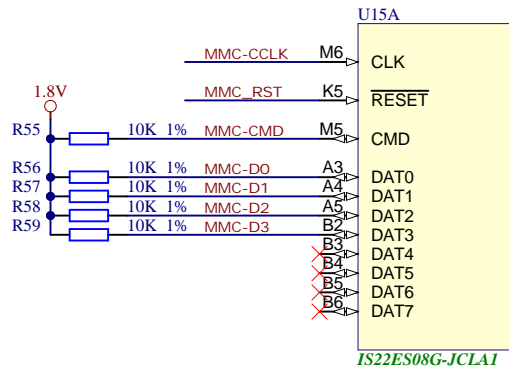 U15A
MMC-CCLK M6 CLK
MMC_RST K5 RESET
1.8V
R55 10K 1% MMC-CMD M5 CMD
R56 10K 1% MMC-D0 A3 DAT0
R57 10K 1% MMC-D1 A4 DAT1
R58 10K 1% MMC-D2 A5 DAT2
R59 10K 1% MMC-D3 B2 DAT3
B3 DAT4
B4 DAT5
B5 DAT6
B6 DAT7
IS22ES08G-JCLA1